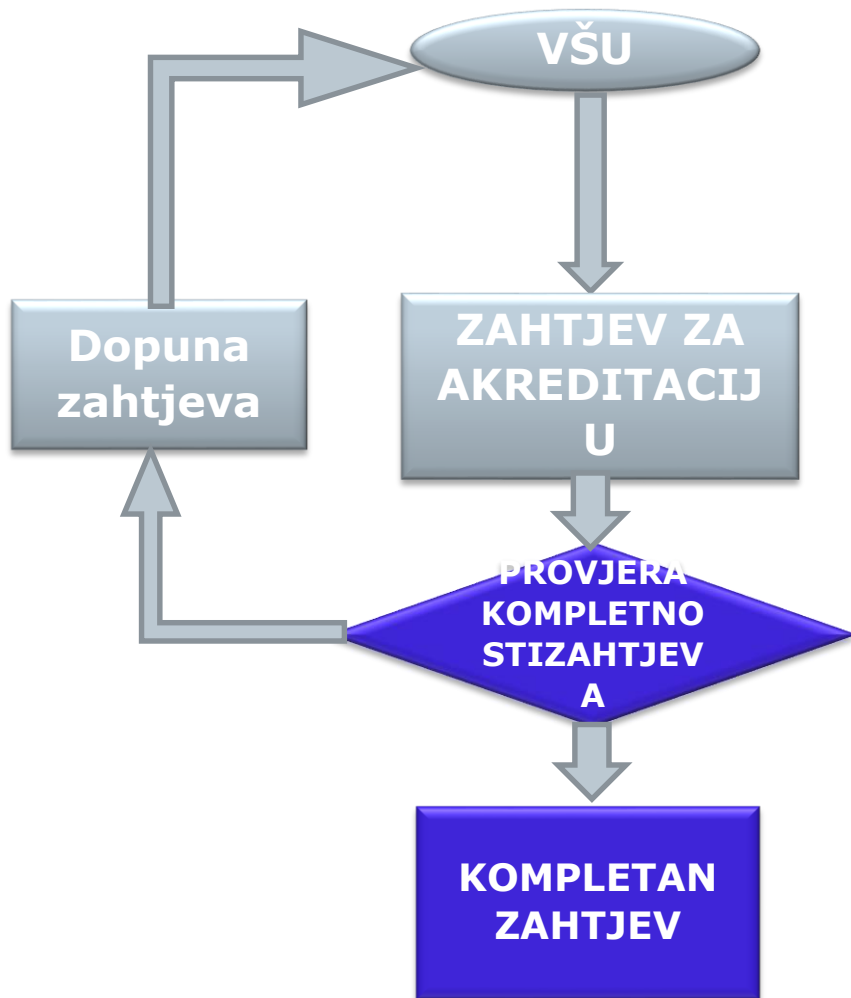 VŠU
Dopuna
zahtjeva
ZAHTJEV ZA
AKREDITACIJ
U
PROVJERA
KOMPLETNO
STIZAHTJEV
A
KOMPLETAN
ZAHTJEV